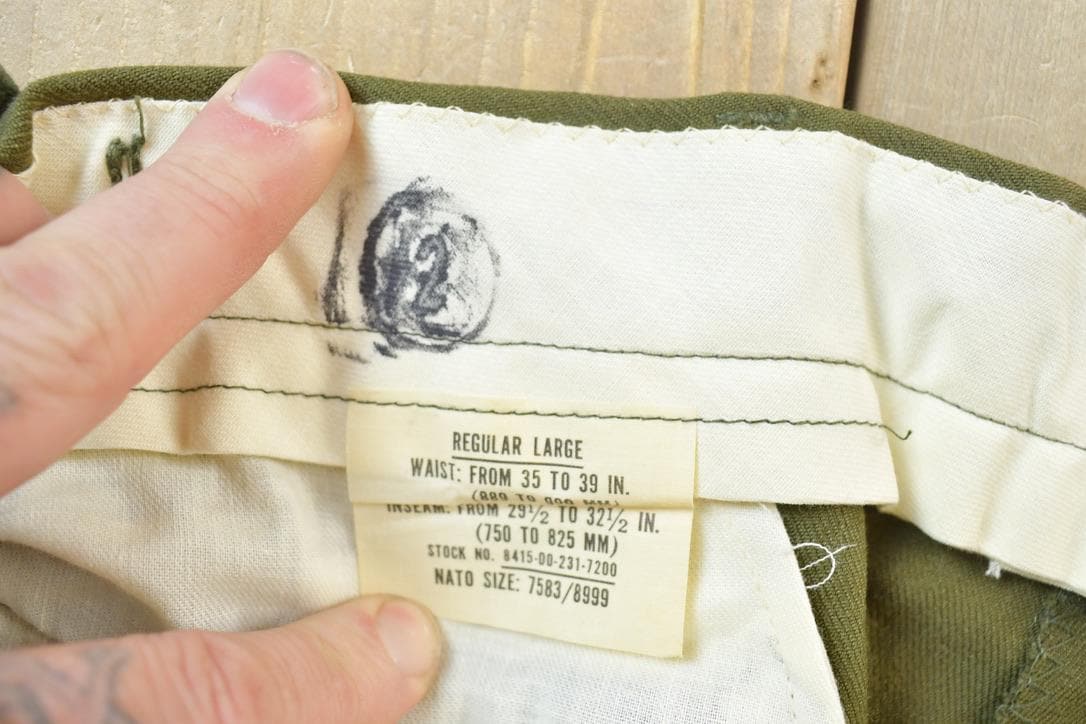 2
REGULAR LARGE
WAIST: FROM 35 TO 39 IN.
INSEAM: FROM 29½ TO 32½ IN.
(750 TO 825 MM)
STOCK NO. 8415-00-231-7200
NATO SIZE: 7583/8999